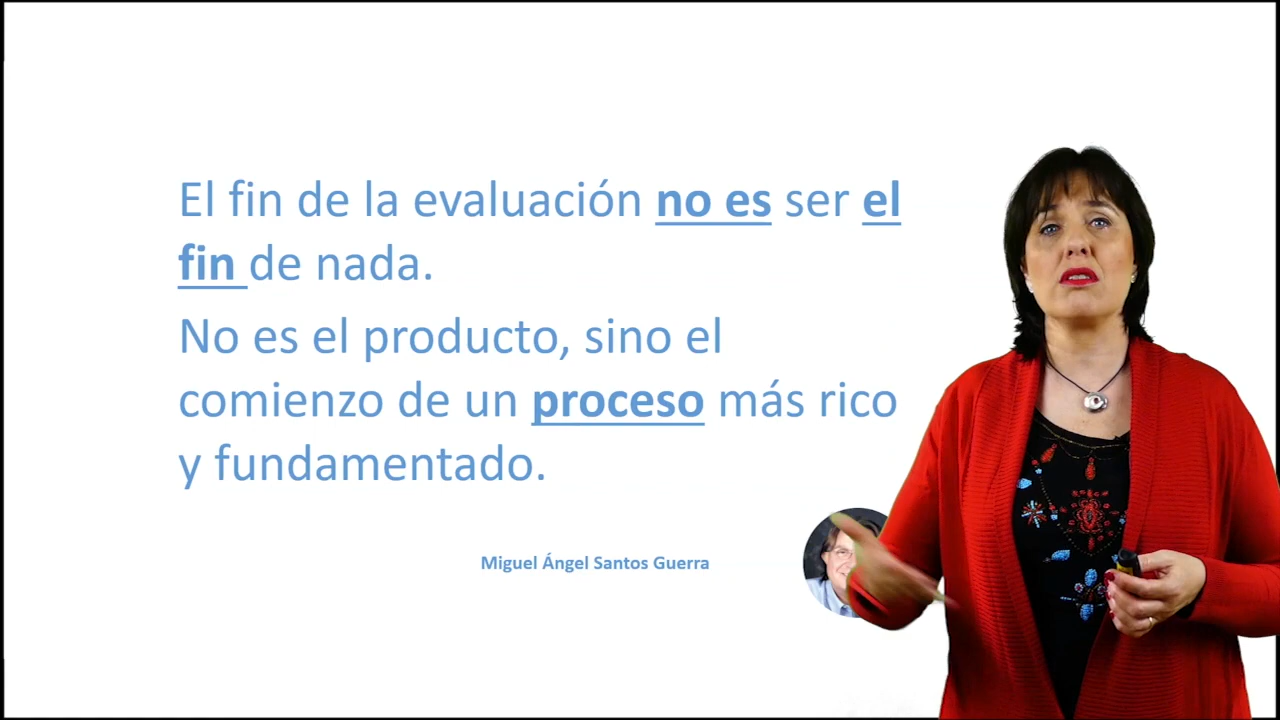 El fin de la evaluación no es ser el
fin de nada.
No es el producto, sino el
comienzo de un proceso más rico
y fundamentado.
Miguel Ángel Santos Guerra